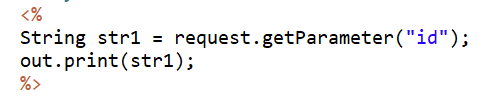 <%
String str1 = request.getParameter("id");
out.print(str1);
%>